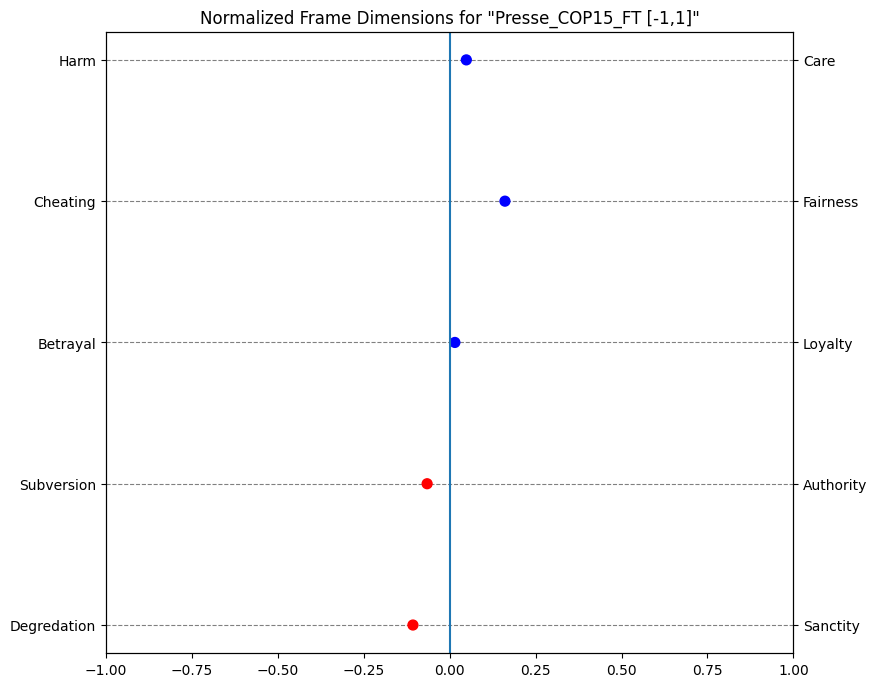 Normalized Frame Dimensions for "Presse_COP15_FT [-1,1]"
Harm
Care
Cheating
Fairness
Betrayal
Loyalty
Subversion
Authority
Degredation
Sanctity
−1.00 −0.75 −0.50 −0.25 0.00 0.25 0.50 0.75 1.00